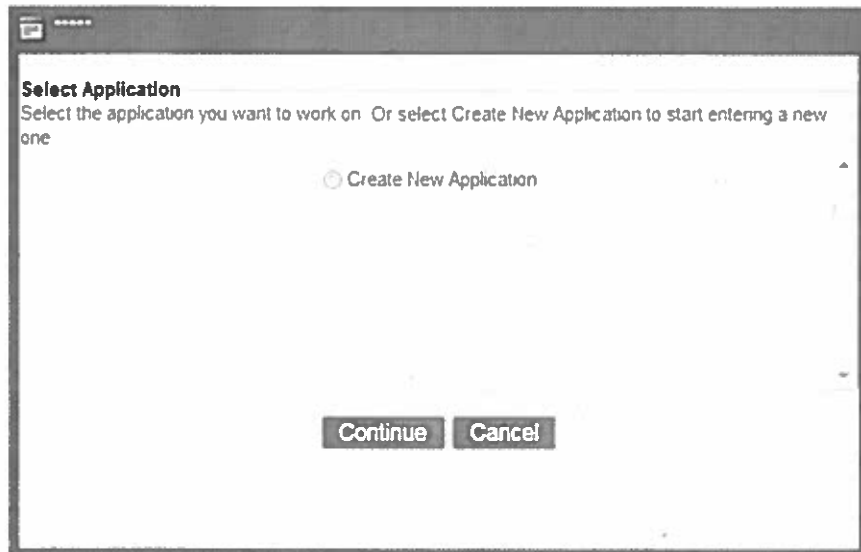 Select Application
Select the application you want to work on Or select Create New Application to start entering a new
one
Create New Application
Continue Cancel